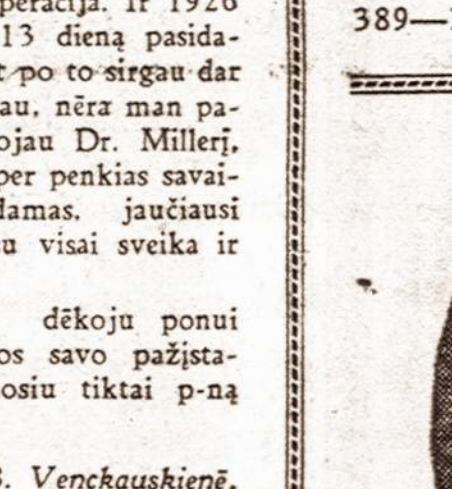 peracija. Ir 1926
13 dieną pasida-
po to sirgau dar
au, nėra man pa-
ojau Dr. Millerį,
per penkias savai-
damas, jaučiausi
u visai sveika ir
dėkoju ponui
os savo pažįsta-
osiu tiktai p-ną
B. Venckauskienė.
389—